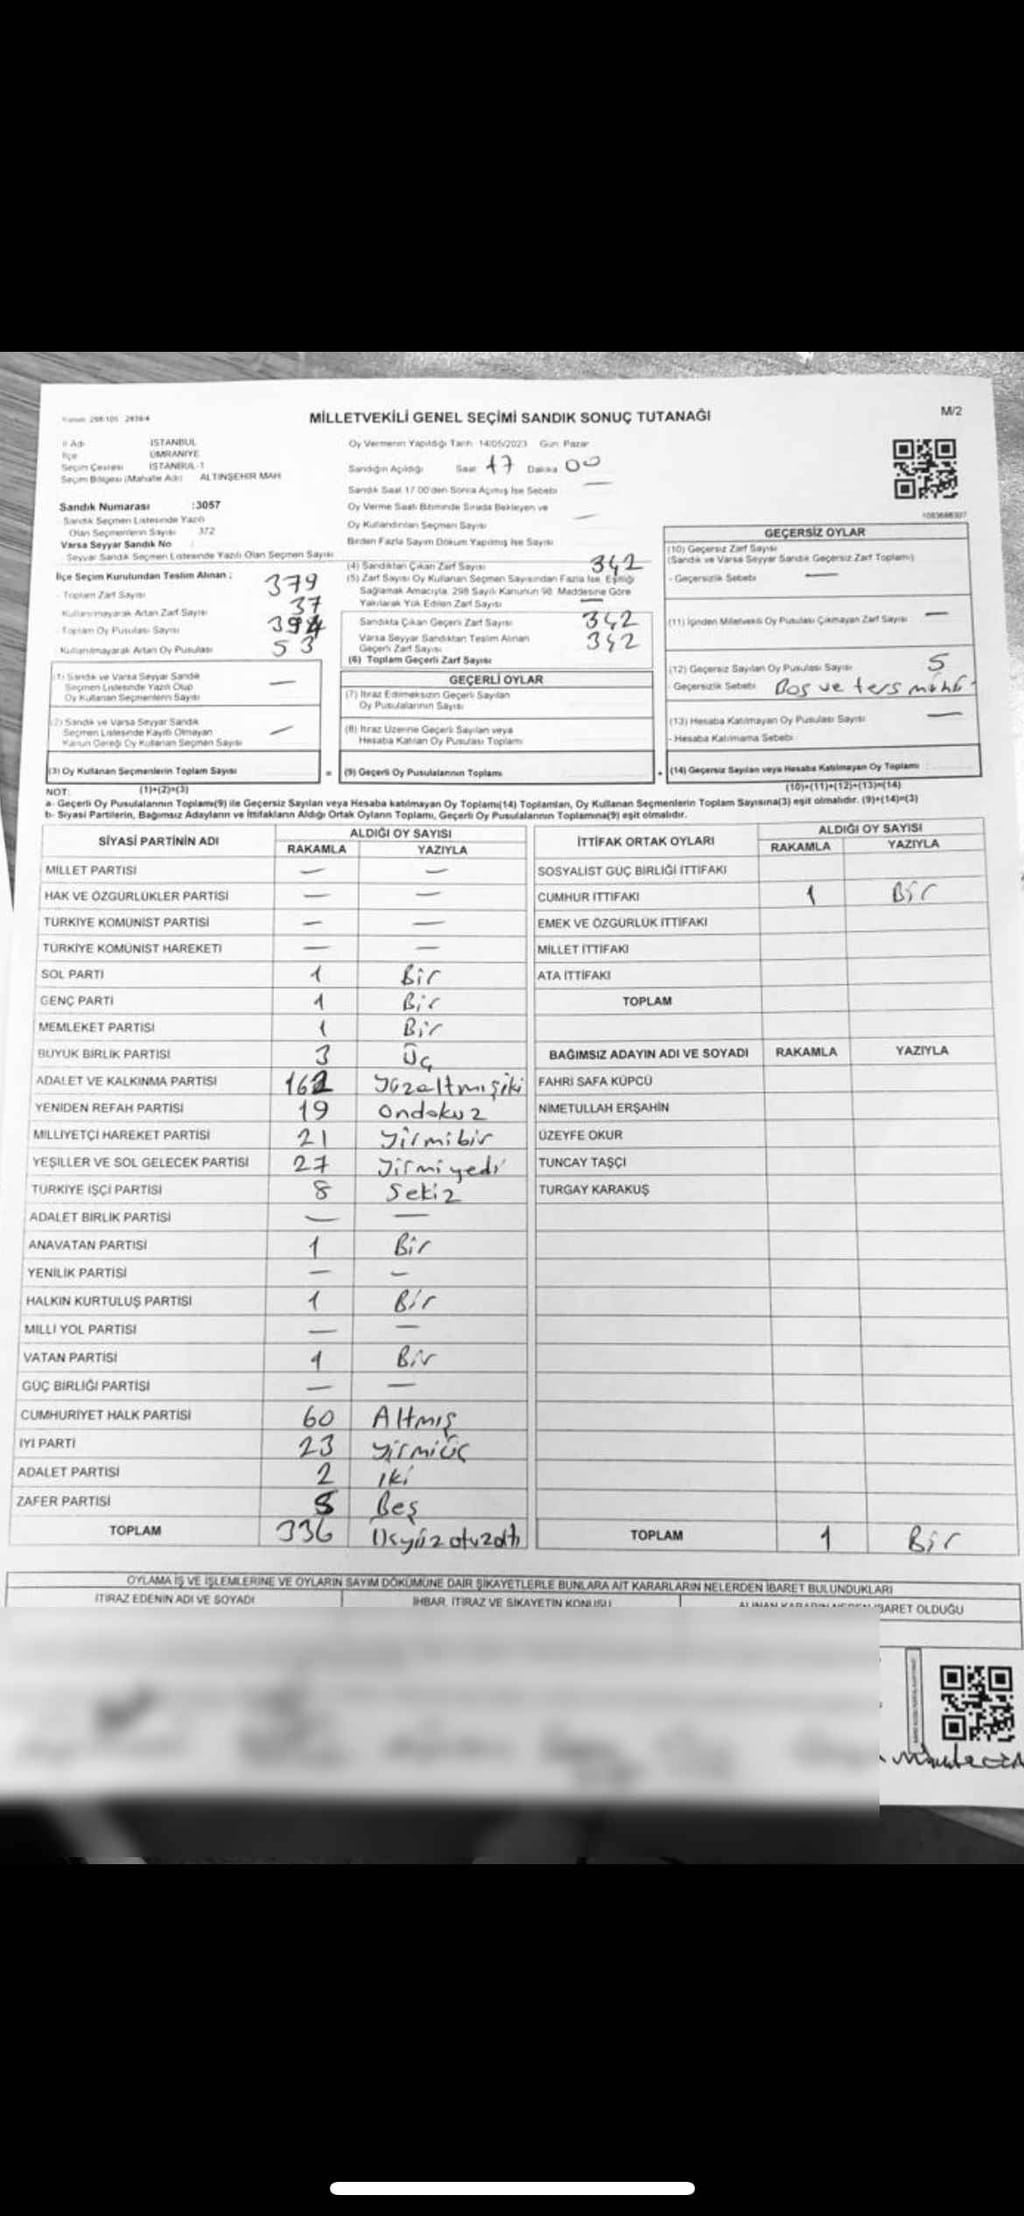 Kanun: 298/105 2839/4
MİLLETVEKİLİ GENEL SEÇİMİ SANDIK SONUÇ TUTANAĞI
M/2
İl Adı İSTANBUL
İlçe ÜMRANİYE
Seçim Çevresi İSTANBUL-1
Seçim Bölgesi (Mahalle Adı) ALTINŞEHİR MAH
Oy Vermenin Yapıldığı Tarih 14/05/2023 Gün: Pazar
Sandığın Açıldığı Saat 17 Dakika 00
Sandık Saat 17:00'den Sonra Açılmış İse Sebebi —
Oy Verme Saati Bitiminde Sırada Bekleyen ve
Oy Kullandırılan Seçmen Sayısı —
Birden Fazla Sayım Döküm Yapılmış İse Sayısı
Sandık Numarası :3057
Sandık Seçmen Listesinde Yazılı
Olan Seçmenlerin Sayısı 372
Varsa Seyyar Sandık No :
Seyyar Sandık Seçmen Listesinde Yazılı Olan Seçmen Sayısı
İlçe Seçim Kurulundan Teslim Alınan ;
- Toplam Zarf Sayısı 379
Kullanılmayarak Artan Zarf Sayısı 37
- Toplam Oy Pusulası Sayısı
Kullanılmayarak Artan Oy Pusulası 53
(4) Sandıktan Çıkan Zarf Sayısı 342
(5) Zarf Sayısı Oy Kullanan Seçmen Sayısından Fazla İse, Eşitliği
Sağlamak Amacıyla, 298 Sayılı Kanunun 98. Maddesine Göre
Yakılarak Yok Edilen Zarf Sayısı —
Sandıkta Çıkan Geçerli Zarf Sayısı 342
Varsa Seyyar Sandıktan Teslim Alınan
Geçerli Zarf Sayısı 342
(6) Toplam Geçerli Zarf Sayısı
GEÇERSİZ OYLAR
(10) Geçersiz Zarf Sayısı
(Sandık ve Varsa Seyyar Sandık Geçersiz Zarf Toplamı)
- Geçersizlik Sebebi —
(11) İçinden Milletvekili Oy Pusulası Çıkmayan Zarf Sayısı —
(12) Geçersiz Sayılan Oy Pusulası Sayısı 5
- Geçersizlik Sebebi Boş ve ters mühür
(13) Hesaba Katılmayan Oy Pusulası Sayısı —
- Hesaba Katılmama Sebebi
(14) Geçersiz Sayılan veya Hesaba Katılmayan Oy Toplamı
(10)+(11)+(12)+(13)=(14)
(1) Sandık ve Varsa Seyyar Sandık
Seçmen Listesinde Yazılı Olup
Oy Kullanan Seçmenlerin Sayısı —
(2) Sandık ve Varsa Seyyar Sandık
Seçmen Listesinde Kayıtlı Olmayan
Kanun Gereği Oy Kullanan Seçmen Sayısı —
(3) Oy Kullanan Seçmenlerin Toplam Sayısı
=
GEÇERLİ OYLAR
(7) İtiraz Edilmeksizin Geçerli Sayılan
Oy Pusulalarının Sayısı
(8) İtiraz Üzerine Geçerli Sayılan veya
Hesaba Katılan Oy Pusulası Toplamı
(9) Geçerli Oy Pusulalarının Toplamı
+
NOT: (1)+(2)=(3)
a- Geçerli Oy Pusulalarının Toplamı(9) ile Geçersiz Sayılan veya Hesaba katılmayan Oy Toplamı(14) Toplamları, Oy Kullanan Seçmenlerin Toplam Sayısına(3) eşit olmalıdır. (9)+(14)=(3)
b- Siyasi Partilerin, Bağımsız Adayların ve İttifakların Aldığı Ortak Oyların Toplamı, Geçerli Oy Pusulalarının Toplamına(9) eşit olmalıdır.
SİYASİ PARTİNİN ADI ALDIĞI OY SAYISI
RAKAMLA YAZIYLA
MİLLET PARTİSİ — —
HAK VE ÖZGÜRLÜKLER PARTİSİ — —
TÜRKİYE KOMÜNİST PARTİSİ — —
TÜRKİYE KOMÜNİST HAREKETİ — —
SOL PARTİ 1 Bir
GENÇ PARTİ 1 Bir
MEMLEKET PARTİSİ 1 Bir
BÜYÜK BİRLİK PARTİSİ 3 Üç
ADALET VE KALKINMA PARTİSİ 162 Yüzaltmışiki
YENİDEN REFAH PARTİSİ 19 Ondokuz
MİLLİYETÇİ HAREKET PARTİSİ 21 Yirmibir
YEŞİLLER VE SOL GELECEK PARTİSİ 27 Yirmiyedi
TÜRKİYE İŞÇİ PARTİSİ 8 Sekiz
ADALET BİRLİK PARTİSİ — —
ANAVATAN PARTİSİ 1 Bir
YENİLİK PARTİSİ — —
HALKIN KURTULUŞ PARTİSİ 1 Bir
MİLLİ YOL PARTİSİ — —
VATAN PARTİSİ 1 Bir
GÜÇ BİRLİĞİ PARTİSİ — —
CUMHURİYET HALK PARTİSİ 60 Altmış
İYİ PARTİ 23 Yirmiüç
ADALET PARTİSİ 2 İki
ZAFER PARTİSİ 5 Beş
TOPLAM 336 Üçyüzotuzaltı
İTTİFAK ORTAK OYLARI ALDIĞI OY SAYISI
RAKAMLA YAZIYLA
SOSYALİST GÜÇ BİRLİĞİ İTTİFAKI
CUMHUR İTTİFAKI 1 Bir
EMEK VE ÖZGÜRLÜK İTTİFAKI
MİLLET İTTİFAKI
ATA İTTİFAKI
TOPLAM
BAĞIMSIZ ADAYIN ADI VE SOYADI RAKAMLA YAZIYLA
FAHRİ SAFA KÜPCÜ
NİMETULLAH ERŞAHİN
ÜZEYFE OKUR
TUNCAY TAŞÇI
TURGAY KARAKUŞ
TOPLAM 1 Bir
OYLAMA İŞ VE İŞLEMLERİNE VE OYLARIN SAYIM DÖKÜMÜNE DAİR ŞİKAYETLERLE BUNLARA AİT KARARLARIN NELERDEN İBARET BULUNDUKLARI
İTİRAZ EDENİN ADI VE SOYADI İHBAR, İTİRAZ VE ŞİKAYETİN KONUSU ALINAN KARARIN NEDEN İBARET OLDUĞU